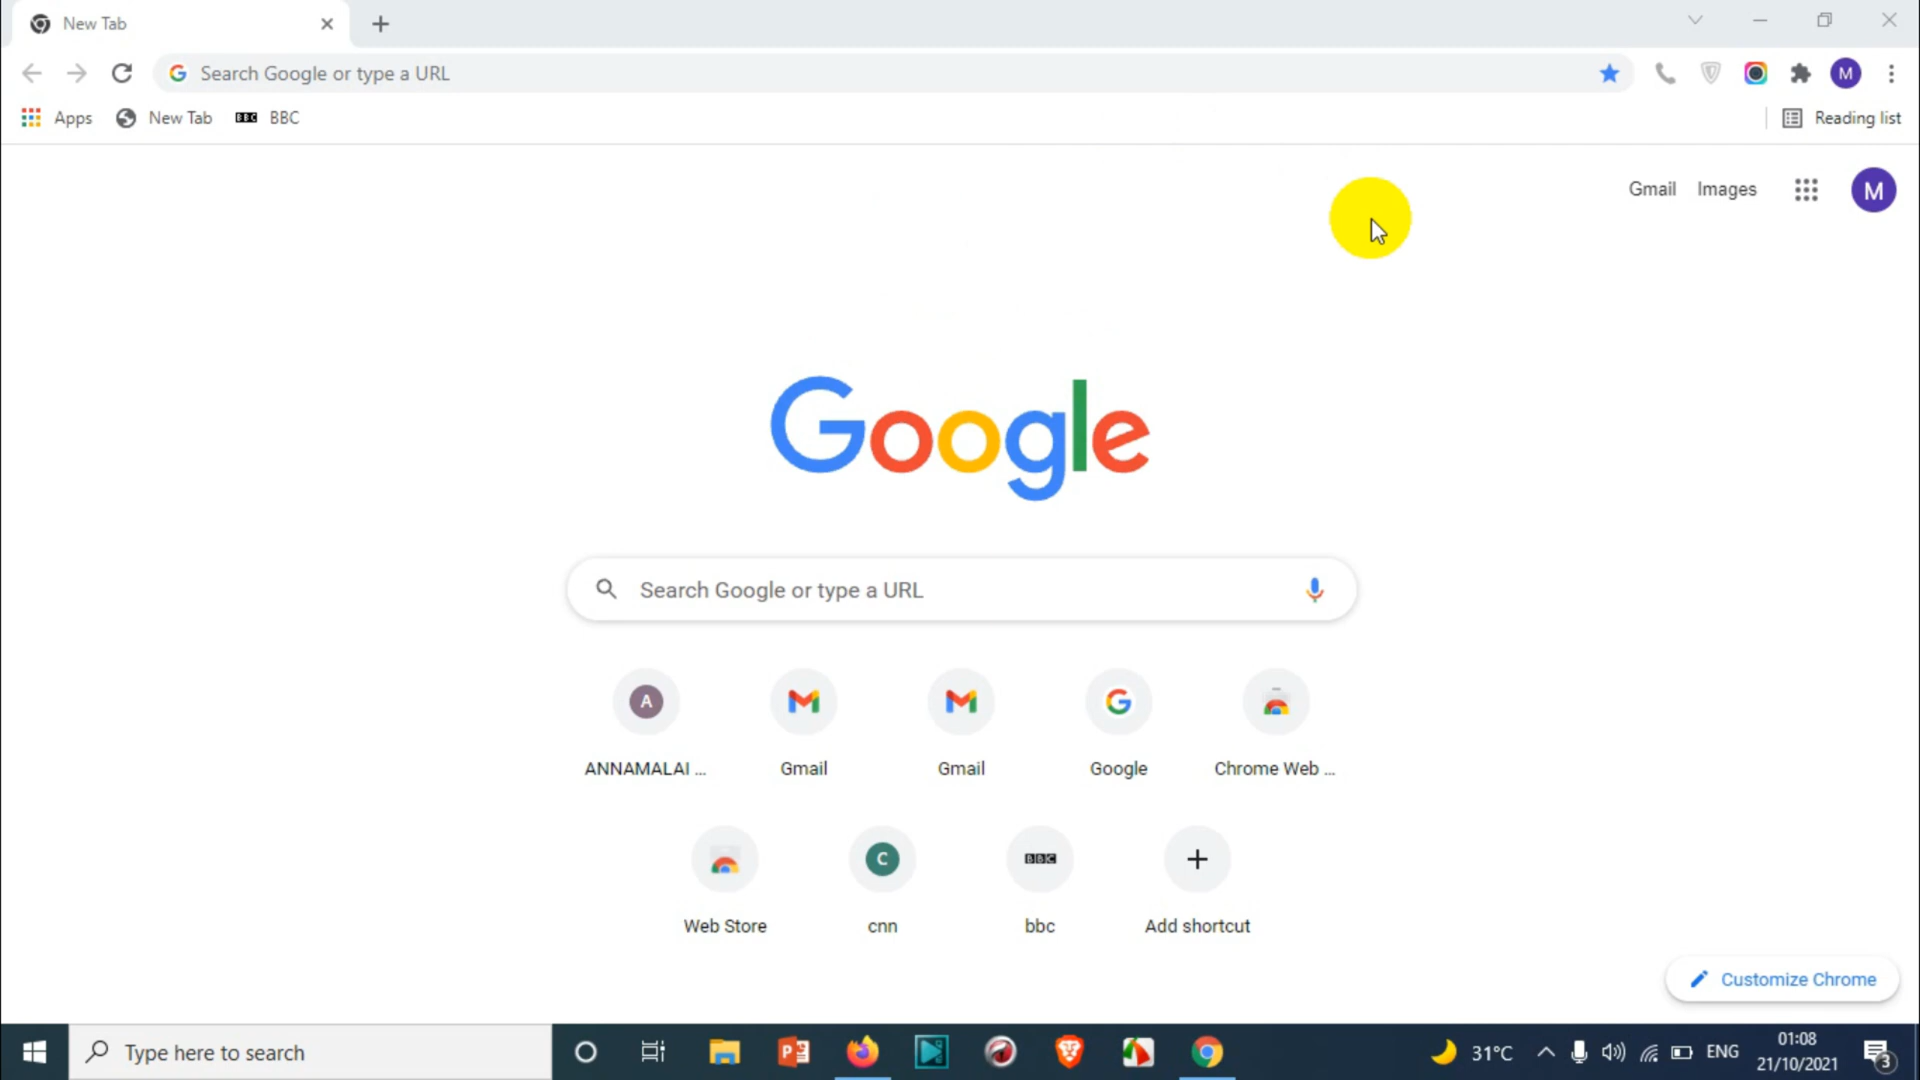 New Tab
Search Google or type a URL
M
Apps
New Tab
BBC
BBC
Reading list
Gmail
Images
M
Google
Search Google or type a URL
A
ANNAMALAI ...
Gmail
Gmail
G
Google
Chrome Web ...
Web Store
C
cnn
BBC
bbc
Add shortcut
Customize Chrome
Type here to search
31°C
ENG
01:08
21/10/2021
3